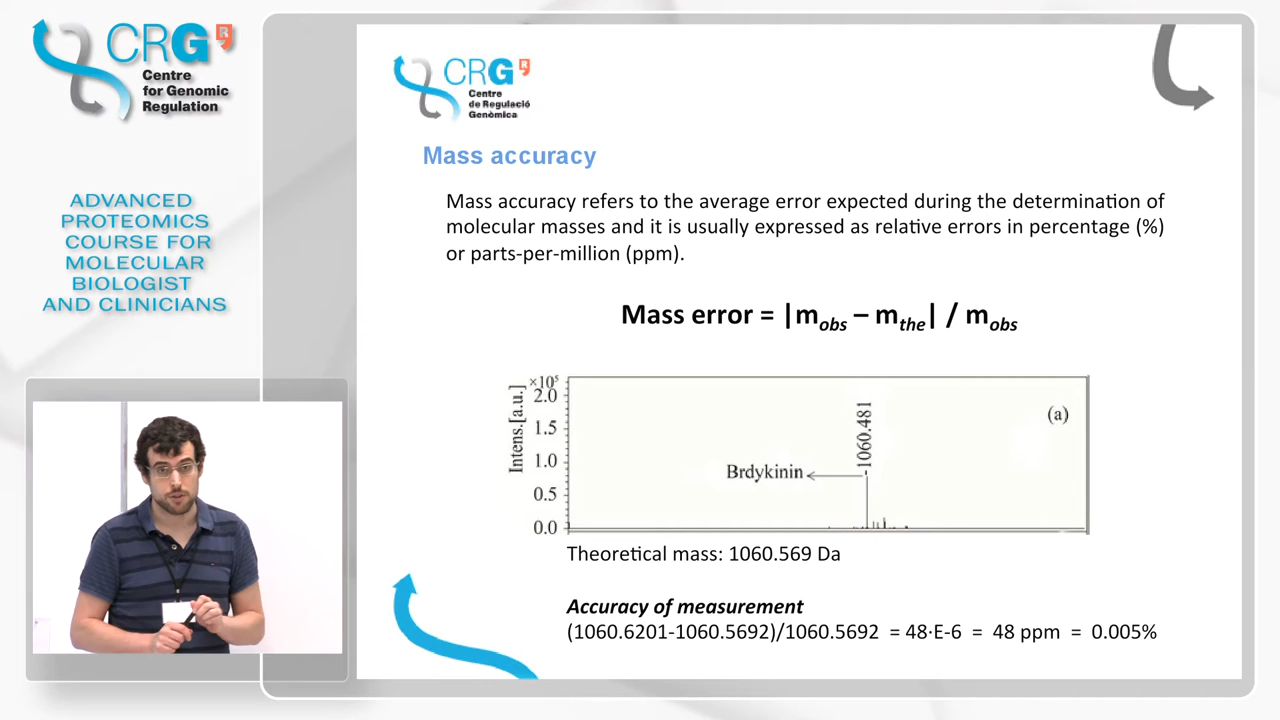 CRG
R
Centre
for Genomic
Regulation
ADVANCED
PROTEOMICS
COURSE FOR
MOLECULAR
BIOLOGIST
AND CLINICIANS
CRG
R
Centre
de Regulació
Genòmica
Mass accuracy
Mass accuracy refers to the average error expected during the determination of
molecular masses and it is usually expressed as relative errors in percentage (%)
or parts-per-million (ppm).
Mass error = |mobs – mthe| / mobs
×10⁵
2.0
1.5
1.0
0.5
0.0
Intens.[a.u.]
1060.481
(a)
Brdykinin
Theoretical mass: 1060.569 Da
Accuracy of measurement
(1060.6201-1060.5692)/1060.5692 = 48·E-6 = 48 ppm = 0.005%